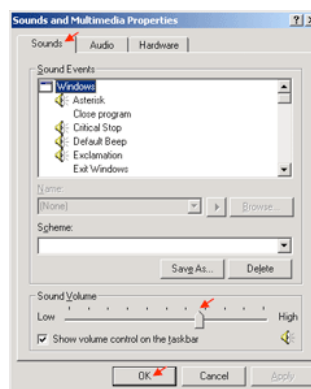 Sounds and Multimedia Properties
Sounds Audio Hardware
Sound Events
Windows
Asterisk
Close program
Critical Stop
Default Beep
Exclamation
Exit Windows
Name:
(None) Browse...
Scheme:
Save As... Delete
Sound Volume
Low High
Show volume control on the taskbar
OK Cancel Apply